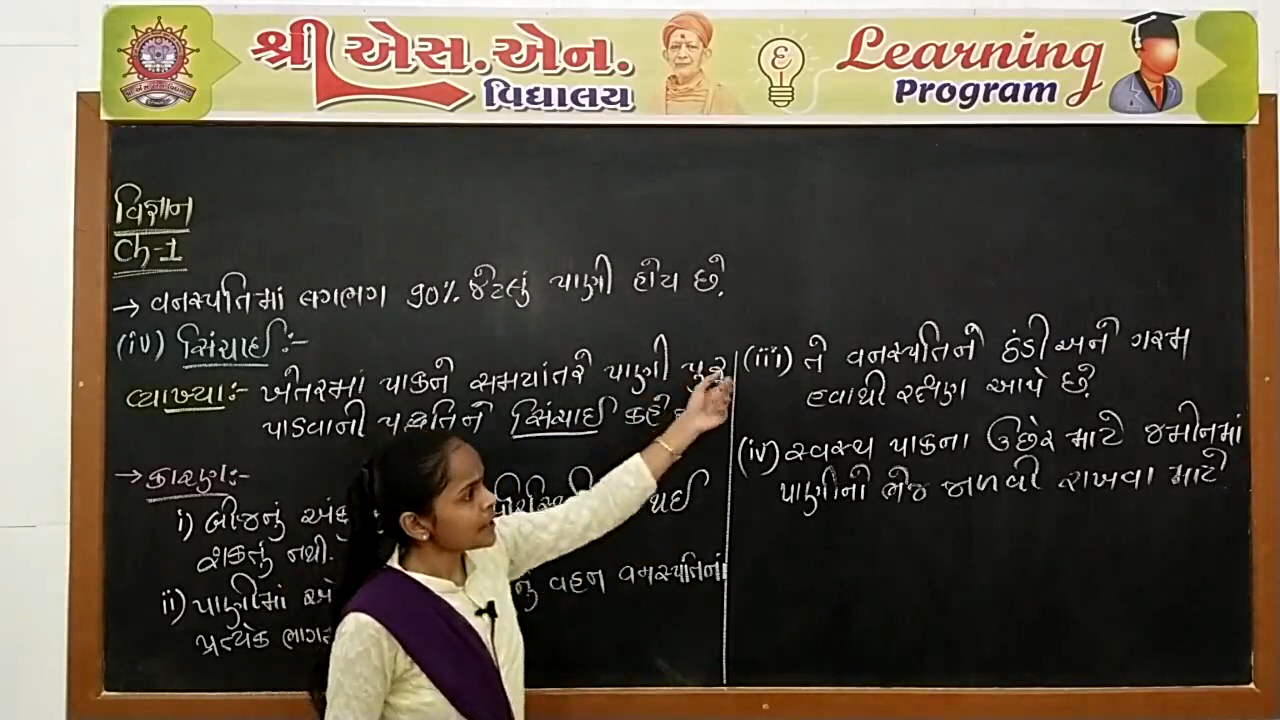 શ્રી એસ.એન.
વિદ્યાલય
Learning
Program
વિજ્ઞાન
Ch-1
→ વનસ્પતિમાં લગભગ 90% જેટલું પાણી હોય છે.
(iv) સિંચાઈ :-
વ્યાખ્યા:- ખેતરમાં પાકને સમયાંતરે પાણી પુરૂ
પાડવાની પદ્ધતિને સિંચાઈ કહે
→ કારણ:-
i) બીજનું થઈ
શકતું નથી.
ii) પાણીમાં વહન વનસ્પતિનાં
પ્રત્યેક
(iii) તે વનસ્પતિને ઠંડી અને ગરમ
હવાથી રક્ષણ આપે છે.
(iv) સ્વસ્થ પાકના ઉછેર માટે જમીનમાં
પાણીનો ભેજ જાળવી રાખવા માટે